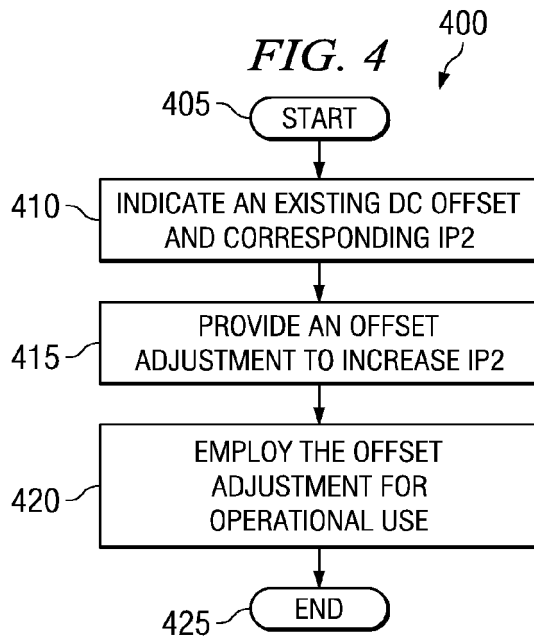 FIG. 4
400
405
START
410
INDICATE AN EXISTING DC OFFSET
AND CORRESPONDING IP2
415
PROVIDE AN OFFSET
ADJUSTMENT TO INCREASE IP2
420
EMPLOY THE OFFSET
ADJUSTMENT FOR
OPERATIONAL USE
425
END